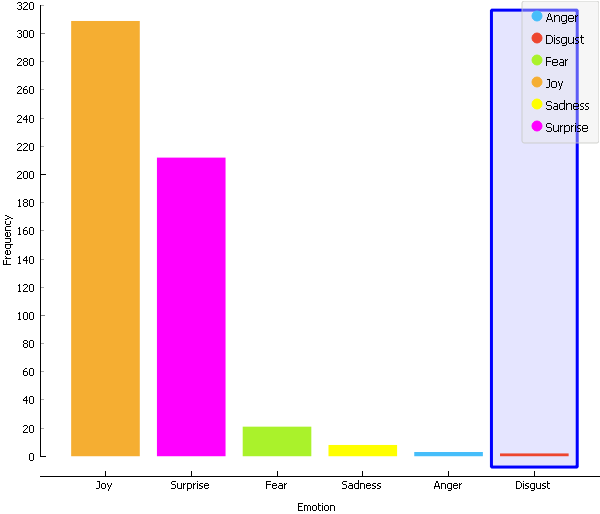 320
300
280
260
240
220
200
180
160
140
120
100
80
60
40
20
0
Frequency
Anger
Disgust
Fear
Joy
Sadness
Surprise
Joy Surprise Fear Sadness Anger Disgust
Emotion